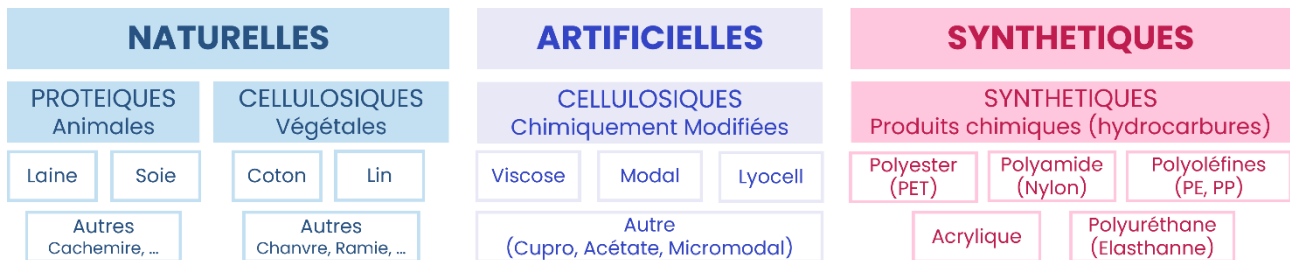 NATURELLES
PROTEIQUES
Animales
CELLULOSIQUES
Végétales
Laine
Soie
Coton
Lin
Autres
Cachemire, ...
Autres
Chanvre, Ramie, ...
ARTIFICIELLES
CELLULOSIQUES
Chimiquement Modifiées
Viscose
Modal
Lyocell
Autre
(Cupro, Acétate, Micromodal)
SYNTHETIQUES
SYNTHETIQUES
Produits chimiques (hydrocarbures)
Polyester
(PET)
Polyamide
(Nylon)
Polyoléfines
(PE, PP)
Acrylique
Polyuréthane
(Elasthanne)